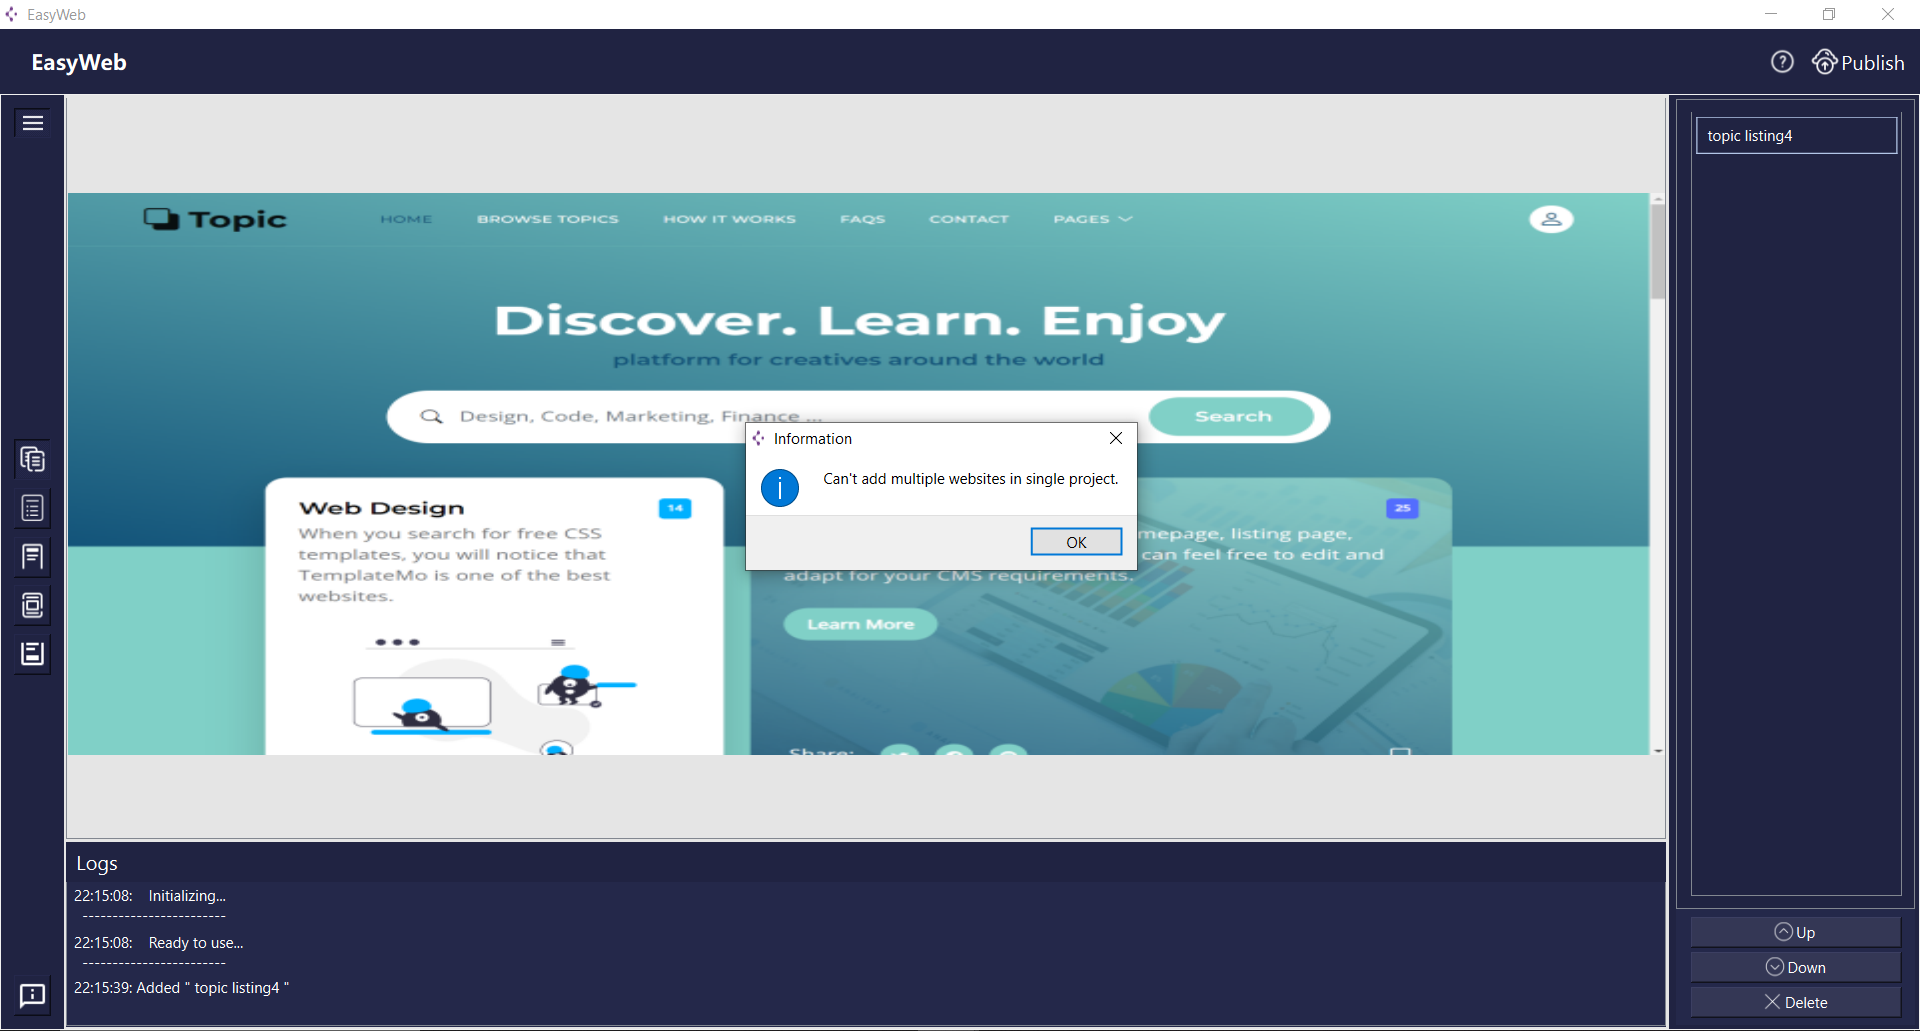 EasyWeb
EasyWeb
Publish
topic listing4
Topic
HOME
BROWSE TOPICS
HOW IT WORKS
FAQS
CONTACT
PAGES
Discover. Learn. Enjoy
platform for creatives around the world
Design, Code, Marketing, Finance ...
Search
Information
Can't add multiple websites in single project.
OK
Web Design
14
When you search for free CSS
templates, you will notice that
TemplateMo is one of the best
websites.
25
mepage, listing page,
can feel free to edit and
adapt for your CMS requirements.
Learn More
Share:
Logs
22:15:08: Initializing...
------------------------
22:15:08: Ready to use...
------------------------
22:15:39: Added " topic listing4 "
Up
Down
Delete